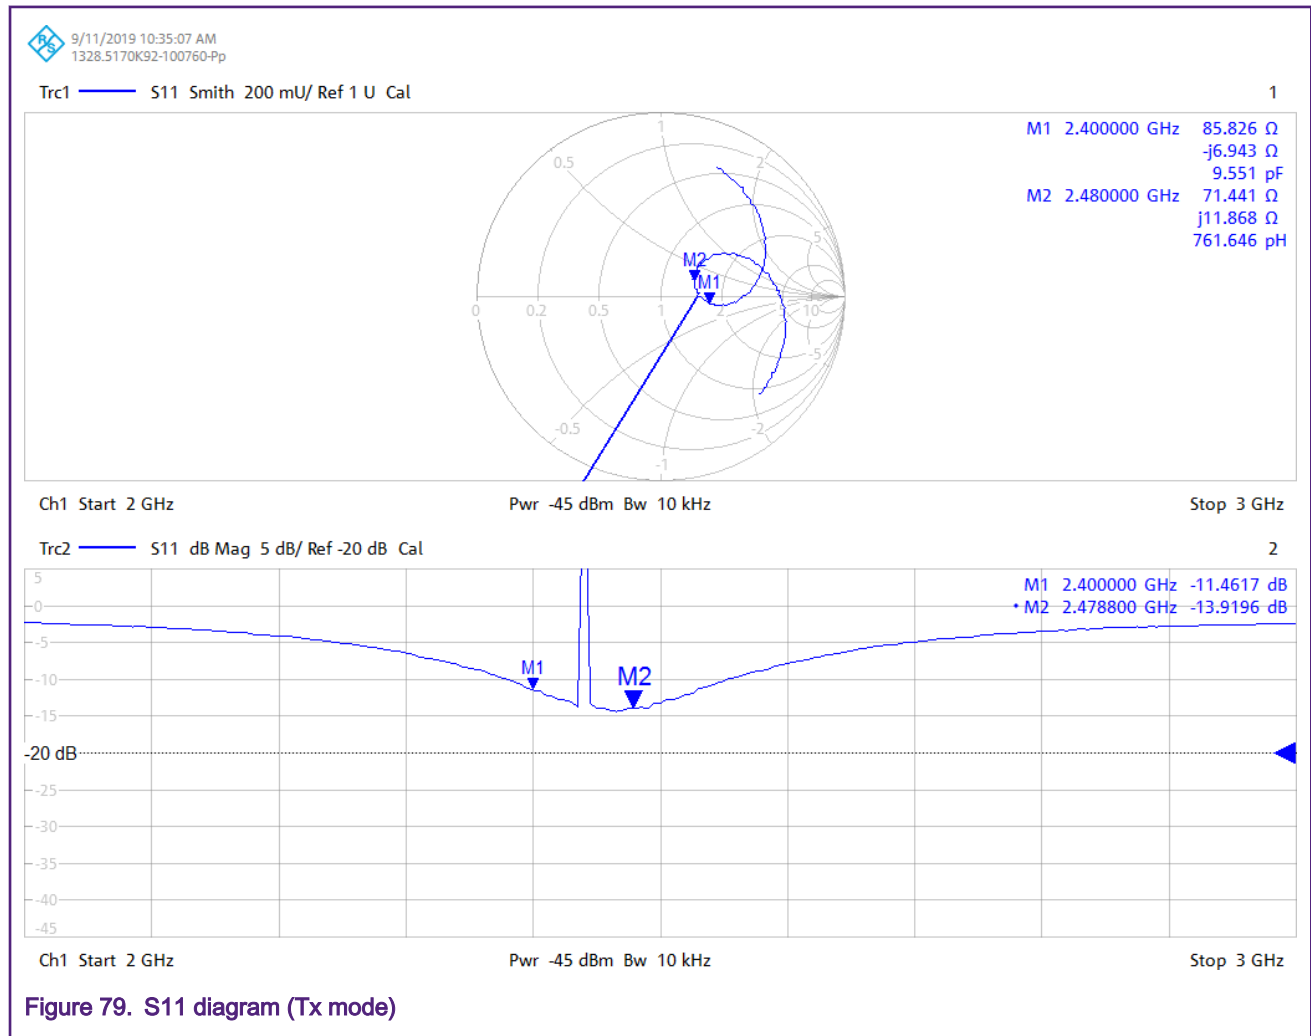 9/11/2019 10:35:07 AM
1328.5170K92-100760-Pp
Trc1 S11 Smith 200 mU/ Ref 1 U Cal 1
M1 2.400000 GHz 85.826 Ω
-j6.943 Ω
9.551 pF
M2 2.480000 GHz 71.441 Ω
j11.868 Ω
761.646 pH
1
0.5 2
5
M2
M1
0 0.2 0.5 1 2 10
-5
-0.5 -2
-1
Ch1 Start 2 GHz Pwr -45 dBm Bw 10 kHz Stop 3 GHz
Trc2 S11 dB Mag 5 dB/ Ref -20 dB Cal 2
M1 2.400000 GHz -11.4617 dB
• M2 2.478800 GHz -13.9196 dB
5
0
-5
-10
-15
-20 dB
-25
-30
-35
-40
-45
M1
M2
Ch1 Start 2 GHz Pwr -45 dBm Bw 10 kHz Stop 3 GHz
Figure 79. S11 diagram (Tx mode)